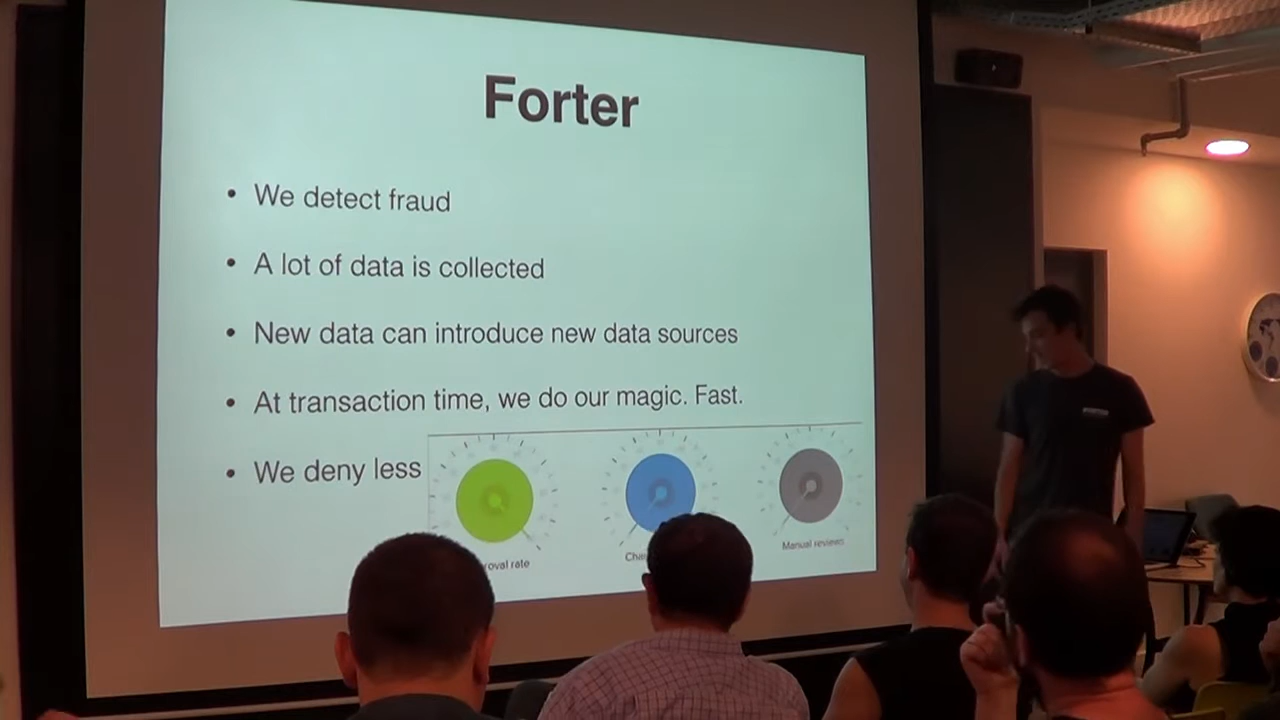 Forter
• We detect fraud
• A lot of data is collected
• New data can introduce new data sources
• At transaction time, we do our magic. Fast.
• We deny less
rate
Manual reviews